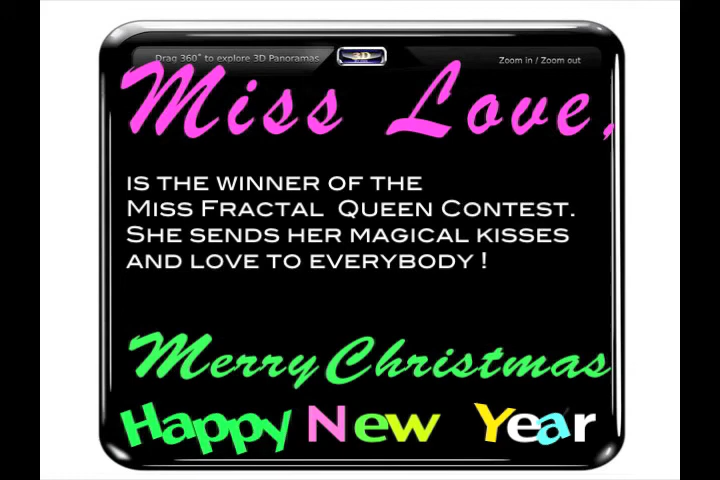 Drag 360° to explore 3D Panoramas 3D Zoom in / Zoom out
Miss Love,
IS THE WINNER OF THE
MISS FRACTAL QUEEN CONTEST.
SHE SENDS HER MAGICAL KISSES
AND LOVE TO EVERYBODY !
Merry Christmas
Happy New Year